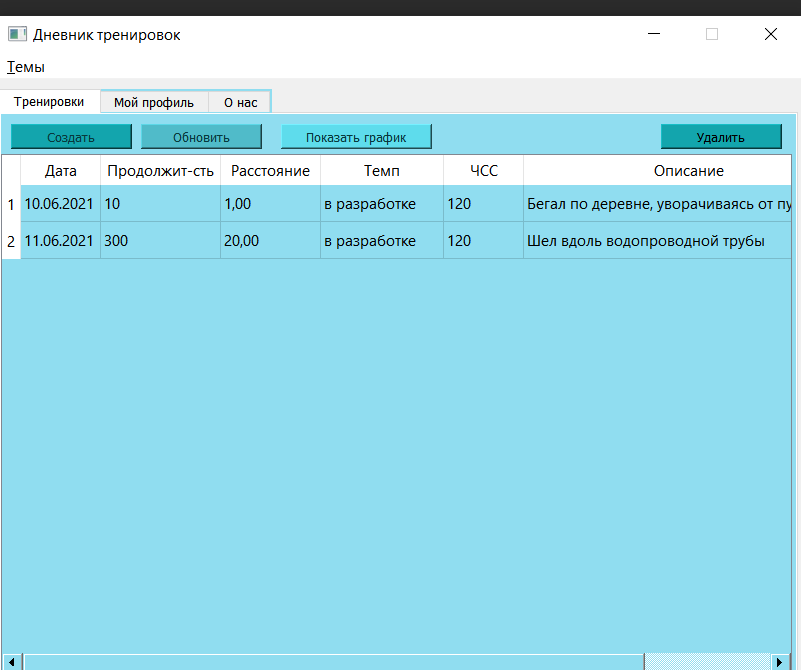 Дневник тренировок
Темы
Тренировки Мой профиль О нас
Создать Обновить Показать график Удалить
Дата Продолжит-сть Расстояние Темп ЧСС Описание
1 10.06.2021 10 1,00 в разработке 120 Бегал по деревне, уворачиваясь от пу
2 11.06.2021 300 20,00 в разработке 120 Шел вдоль водопроводной трубы